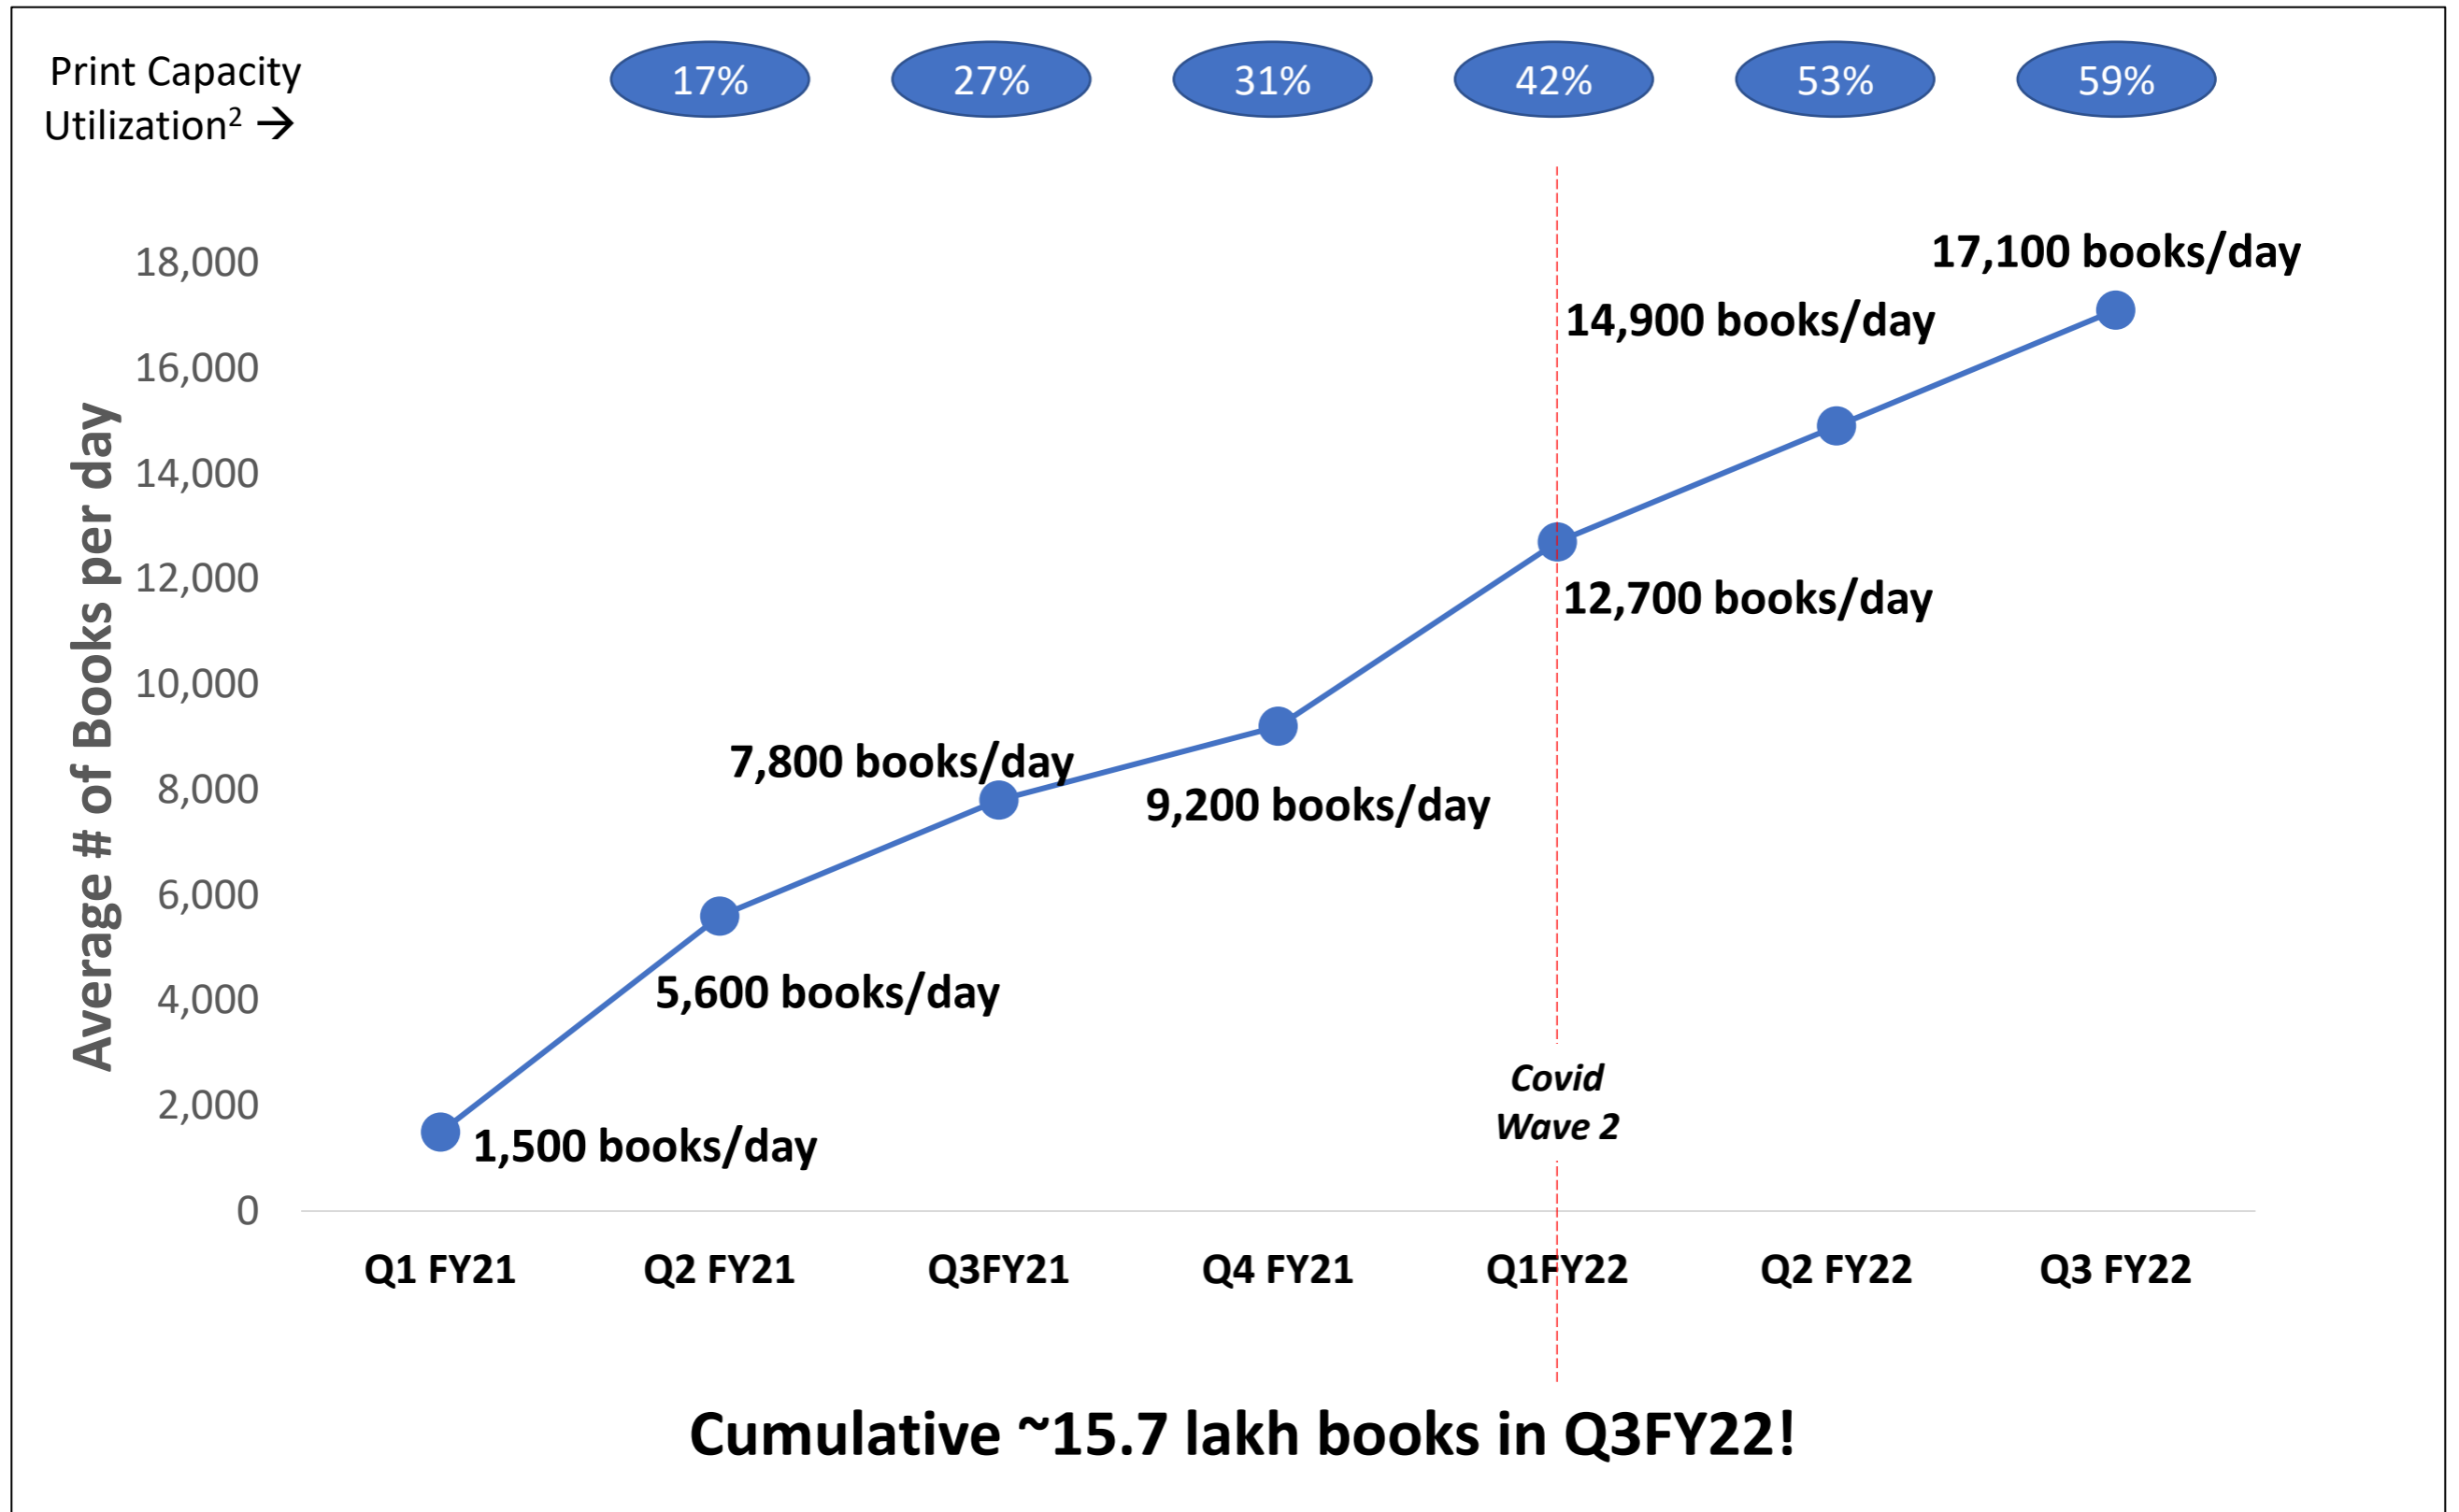 Print Capacity
Utilization² →
17% 27% 31% 42% 53% 59%
Average # of Books per day
18,000
16,000
14,000
12,000
10,000
8,000
6,000
4,000
2,000
0
17,100 books/day
14,900 books/day
12,700 books/day
7,800 books/day
9,200 books/day
5,600 books/day
1,500 books/day
Covid
Wave 2
Q1 FY21 Q2 FY21 Q3FY21 Q4 FY21 Q1FY22 Q2 FY22 Q3 FY22
Cumulative ~15.7 lakh books in Q3FY22!